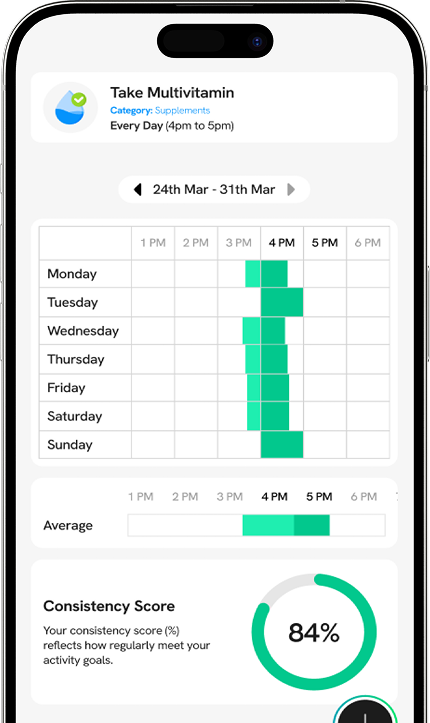 Take Multivitamin
Category: Supplements
Every Day (4pm to 5pm)
24th Mar - 31th Mar
1 PM 2 PM 3 PM 4 PM 5 PM 6 PM
Monday
Tuesday
Wednesday
Thursday
Friday
Saturday
Sunday
1 PM 2 PM 3 PM 4 PM 5 PM 6 PM
Average
Consistency Score
Your consistency score (%)
reflects how regularly meet your
activity goals.
84%